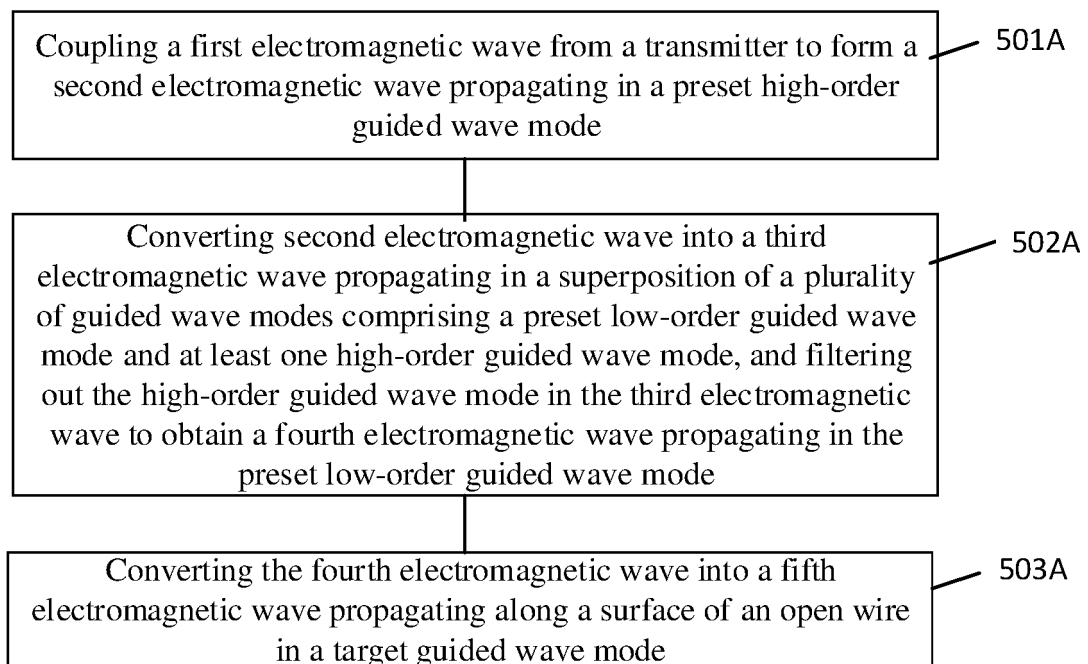 Coupling a first electromagnetic wave from a transmitter to form a
second electromagnetic wave propagating in a preset high-order
guided wave mode
501A
Converting second electromagnetic wave into a third
electromagnetic wave propagating in a superposition of a plurality
of guided wave modes comprising a preset low-order guided wave
mode and at least one high-order guided wave mode, and filtering
out the high-order guided wave mode in the third electromagnetic
wave to obtain a fourth electromagnetic wave propagating in the
preset low-order guided wave mode
502A
Converting the fourth electromagnetic wave into a fifth
electromagnetic wave propagating along a surface of an open wire
in a target guided wave mode
503A